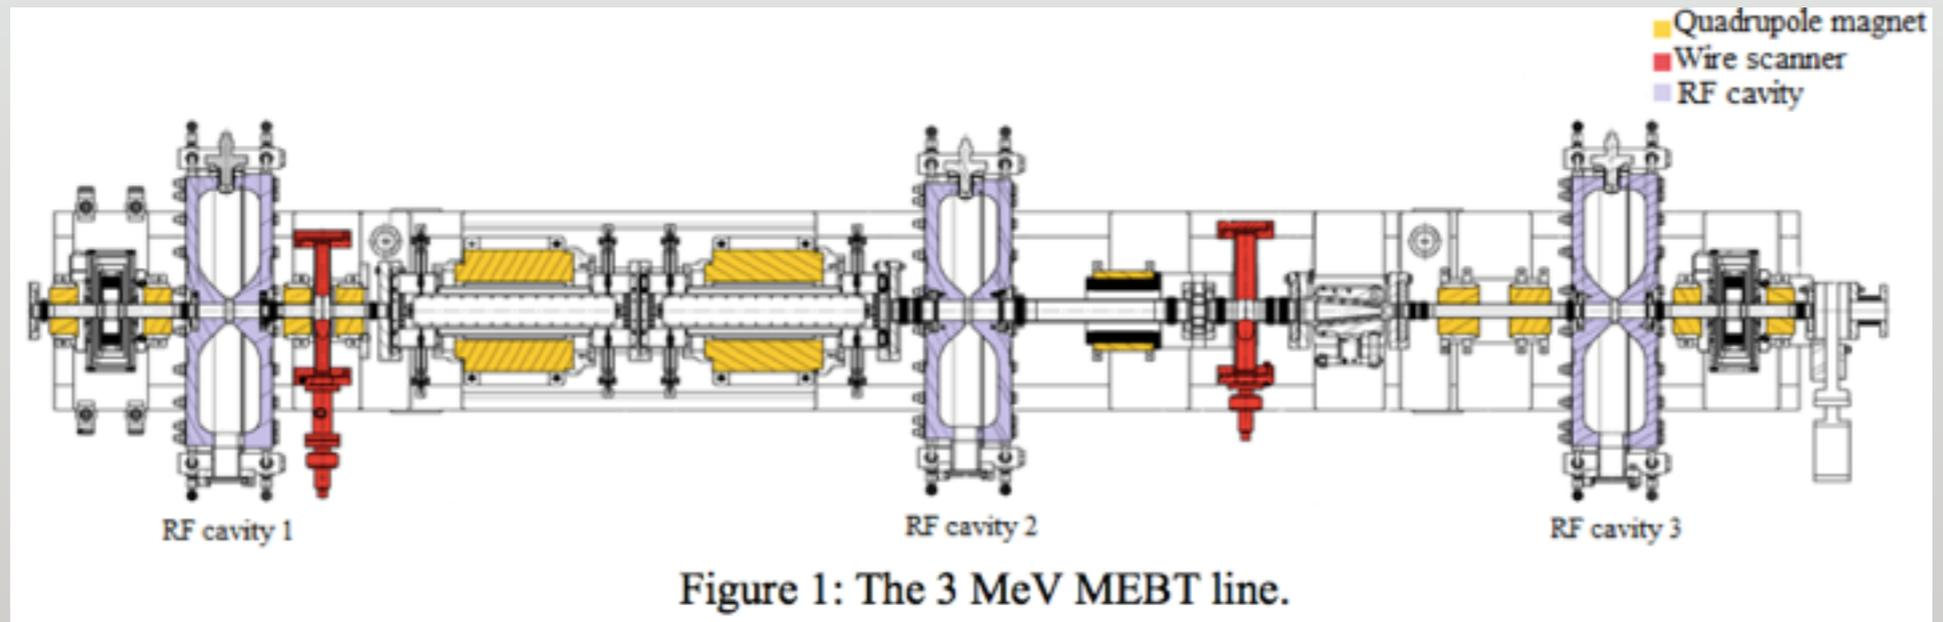 Quadrupole magnet
Wire scanner
RF cavity
RF cavity 1
RF cavity 2
RF cavity 3
Figure 1: The 3 MeV MEBT line.